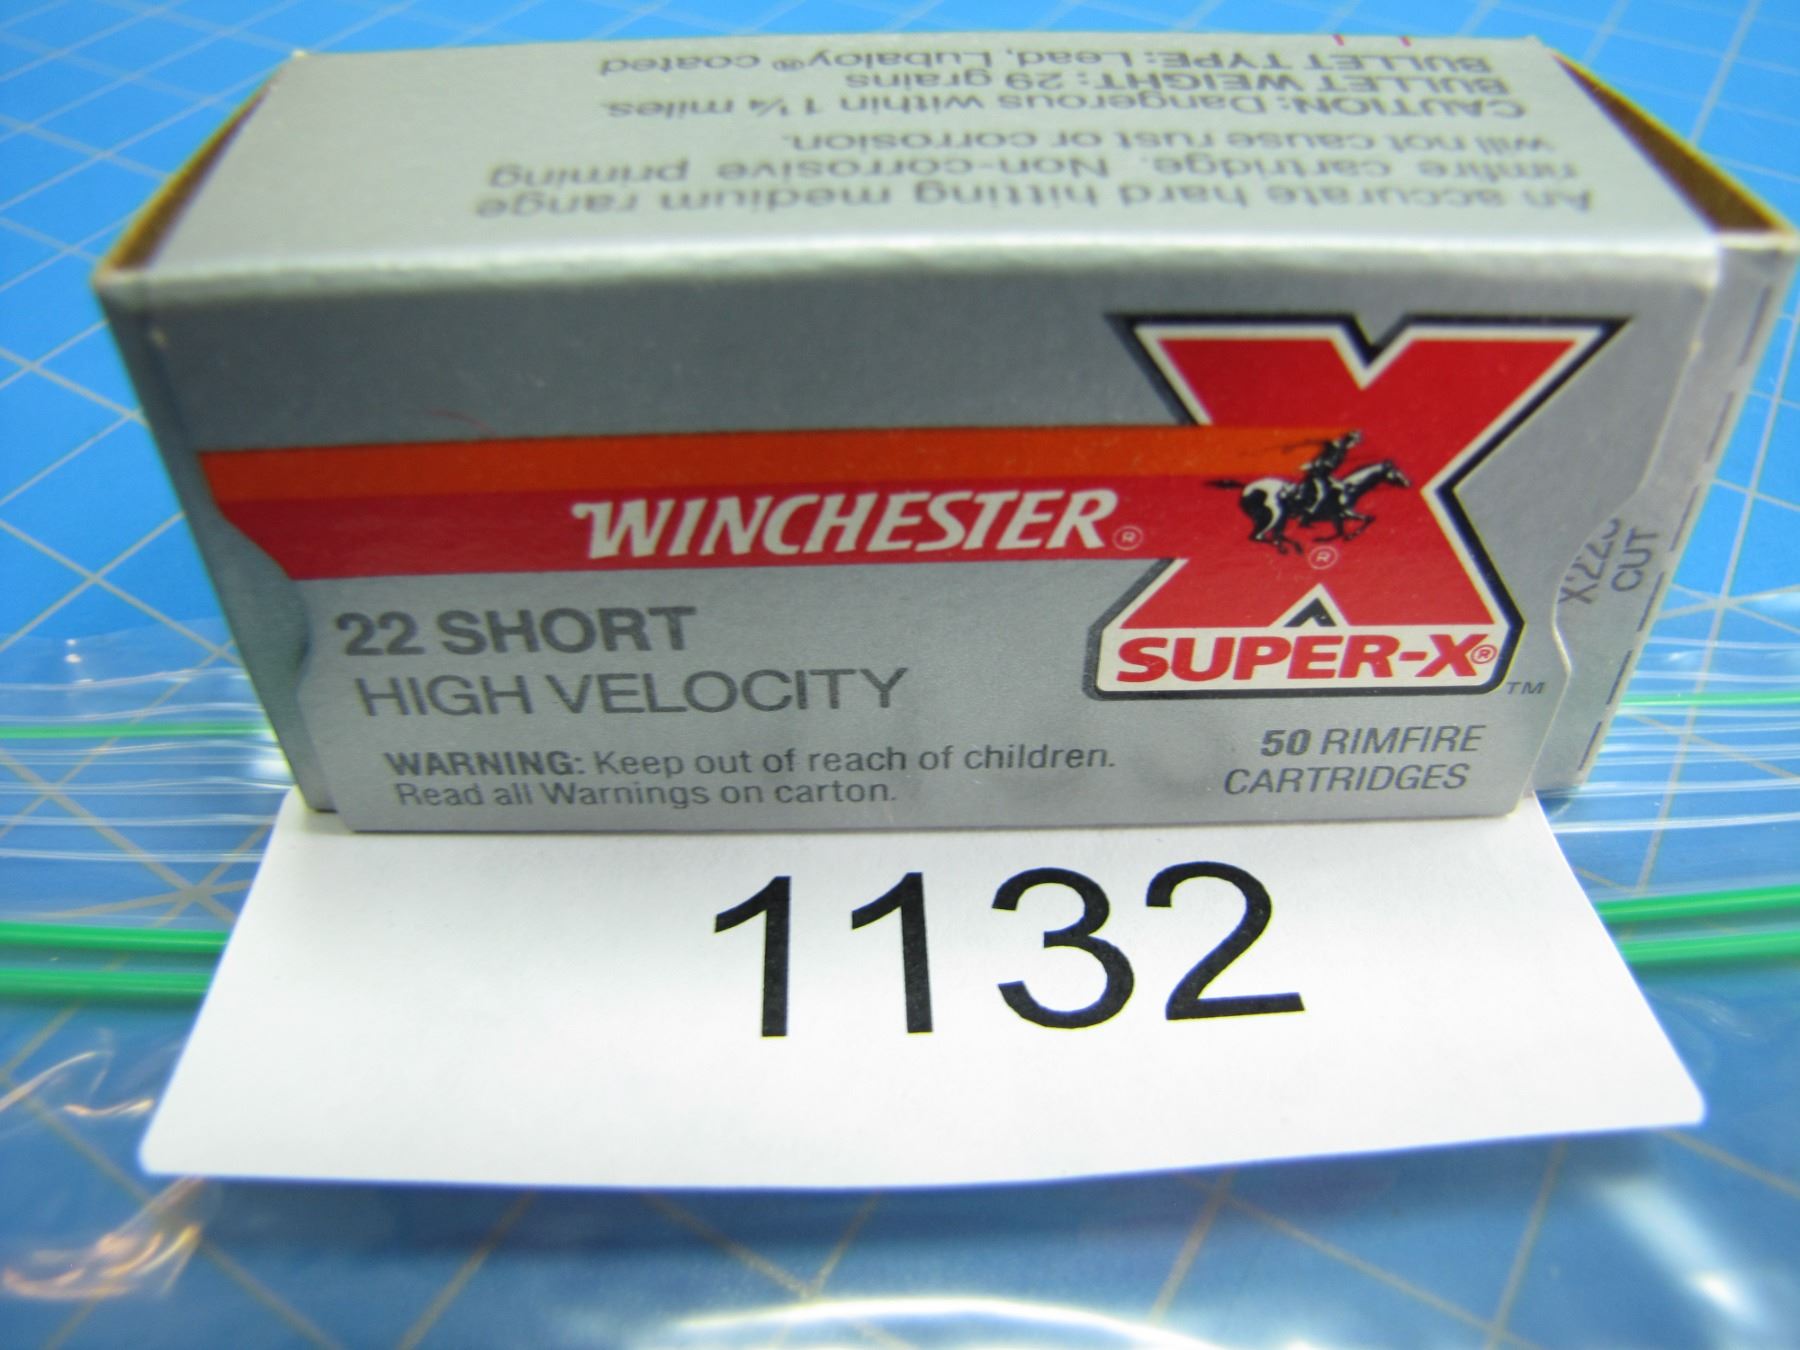 An accurate hard hitting medium range
rimfire cartridge. Non-corrosive priming
will not cause rust or corrosion.
CAUTION: Dangerous within 1¼ miles.
BULLET WEIGHT: 29 grains
BULLET TYPE: Lead, Lubaloy® coated
WINCHESTER®
®
SUPER-X®
TM
22 SHORT
HIGH VELOCITY
WARNING: Keep out of reach of children.
Read all Warnings on carton.
50 RIMFIRE
CARTRIDGES
CUT
1132